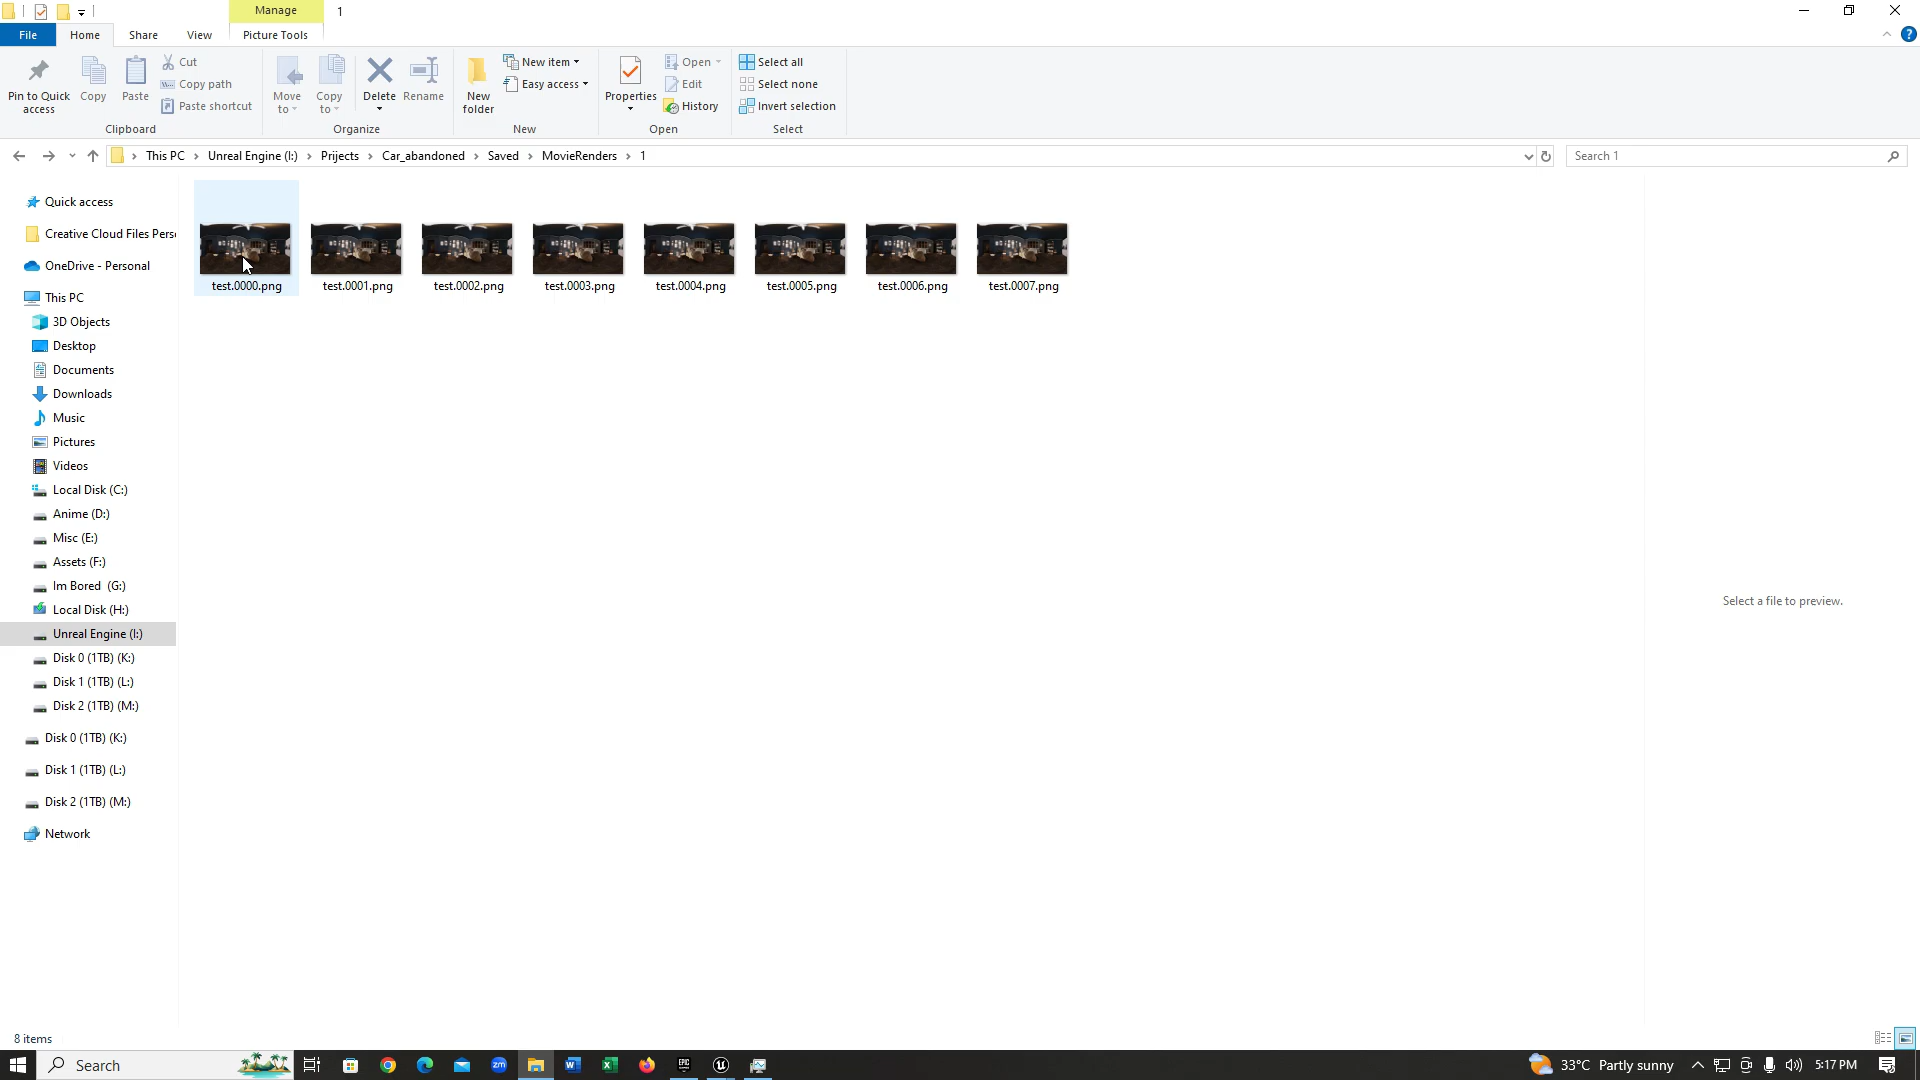 Manage
1
File
Home
Share
View
Picture Tools
Pin to Quick access
Copy
Paste
Cut
Copy path
Paste shortcut
Clipboard
Move to
Copy to
Delete
Rename
Organize
New folder
New item
Easy access
New
Properties
Open
Edit
History
Open
Select all
Select none
Invert selection
Select
This PC > Unreal Engine (I:) > Prijects > Car_abandoned > Saved > MovieRenders > 1
Search 1
Quick access
Creative Cloud Files Pers
OneDrive - Personal
This PC
3D Objects
Desktop
Documents
Downloads
Music
Pictures
Videos
Local Disk (C:)
Anime (D:)
Misc (E:)
Assets (F:)
Im Bored (G:)
Local Disk (H:)
Unreal Engine (I:)
Disk 0 (1TB) (K:)
Disk 1 (1TB) (L:)
Disk 2 (1TB) (M:)
Disk 0 (1TB) (K:)
Disk 1 (1TB) (L:)
Disk 2 (1TB) (M:)
Network
test.0000.png
test.0001.png
test.0002.png
test.0003.png
test.0004.png
test.0005.png
test.0006.png
test.0007.png
Select a file to preview.
8 items
Search
33°C Partly sunny
5:17 PM